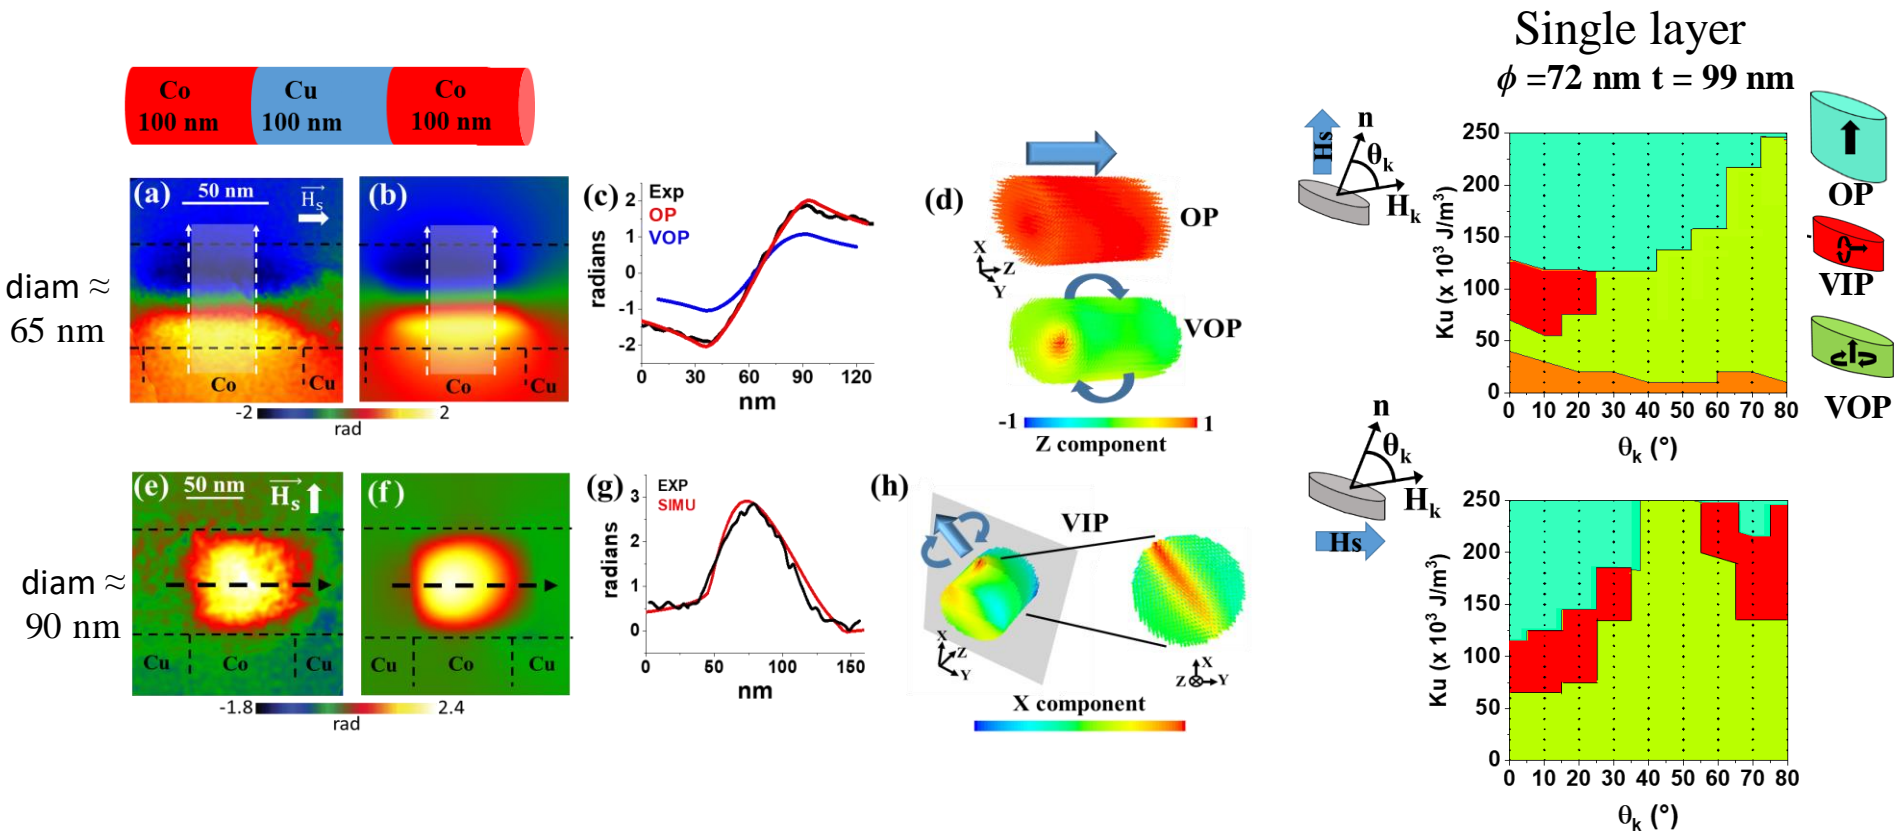 Single layer
ϕ =72 nm t = 99 nm
Co
100 nm
Cu
100 nm
Co
100 nm
diam ≈
65 nm
(a)
50 nm
Hs
Co
Cu
(b)
Co
Cu
-2
2
rad
(c)
Exp
OP
VOP
radians
2
1
0
-1
-2
0 30 60 90 120
nm
(d)
OP
X
Z
Y
VOP
-1
1
Z component
Hs
n
θk
Hk
Ku (x 10³ J/m³)
250
200
150
100
50
0
0 10 20 30 40 50 60 70 80
θk (°)
OP
VIP
VOP
diam ≈
90 nm
(e)
50 nm
Hs
Cu
Co
Cu
(f)
Cu
Co
Cu
-1.8
2.4
rad
(g)
EXP
SIMU
radians
3
2
1
0
0 50 100 150
nm
(h)
VIP
X
Z
Y
X
Z
Y
X component
n
θk
Hk
Hs
Ku (x 10³ J/m³)
250
200
150
100
50
0
0 10 20 30 40 50 60 70 80
θk (°)